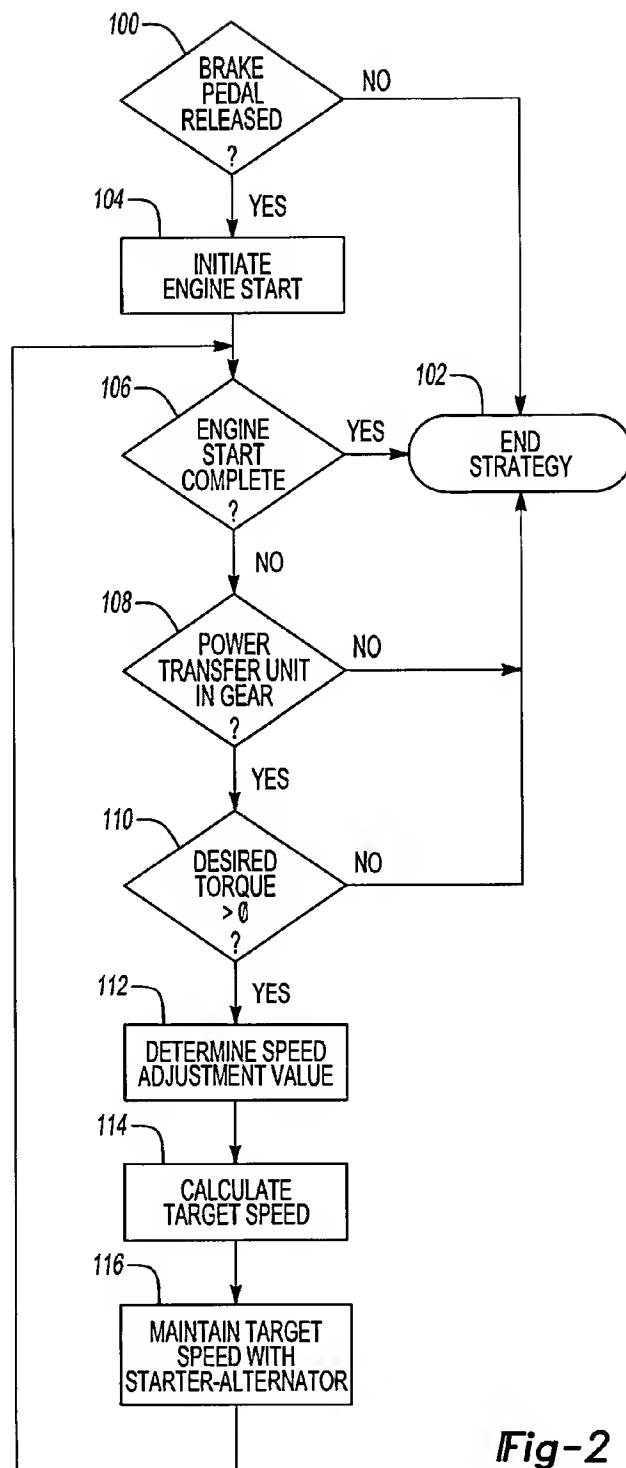 100
BRAKE
PEDAL
RELEASED
?
NO
YES
104
INITIATE
ENGINE START
106
ENGINE
START
COMPLETE
?
YES
102
END
STRATEGY
NO
108
POWER
TRANSFER UNIT
IN GEAR
?
NO
YES
110
DESIRED
TORQUE
> 0
?
NO
YES
112
DETERMINE SPEED
ADJUSTMENT VALUE
114
CALCULATE
TARGET SPEED
116
MAINTAIN TARGET
SPEED WITH
STARTER-ALTERNATOR
Fig-2